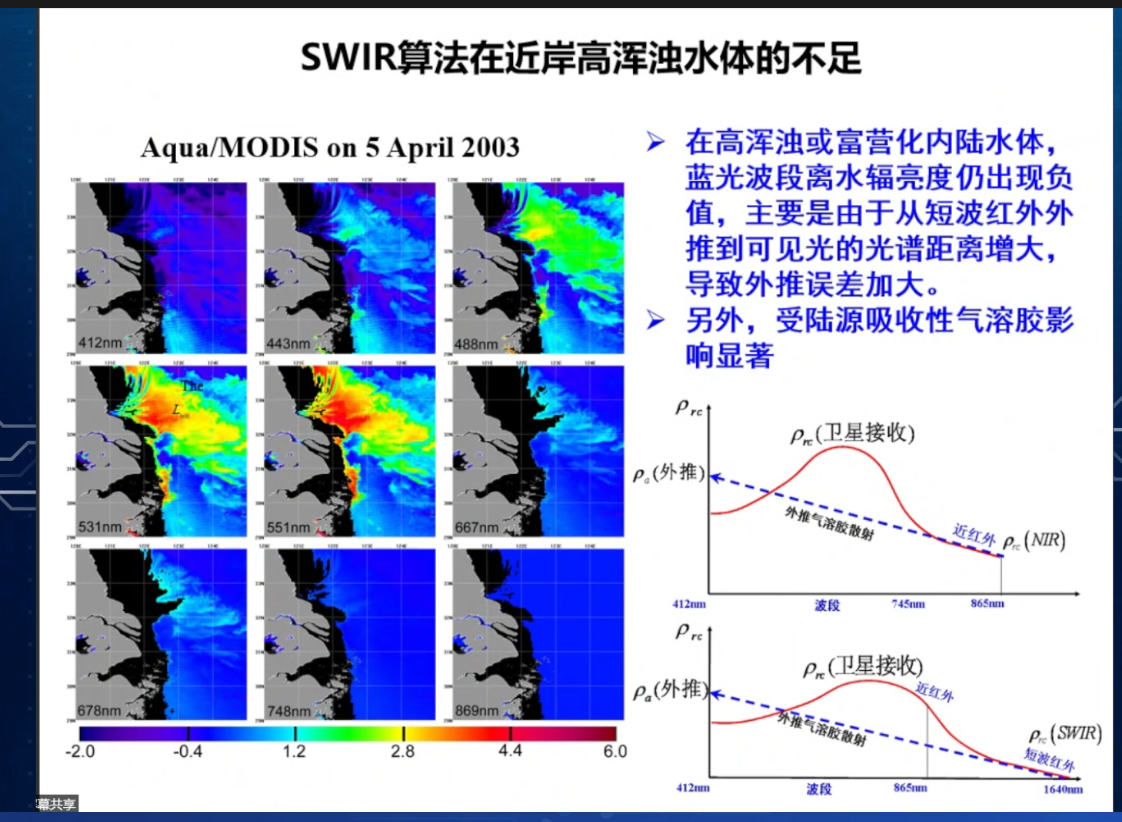 SWIR算法在近岸高浑浊水体的不足
Aqua/MODIS on 5 April 2003
412nm
443nm
488nm
531nm
The
L
551nm
667nm
678nm
748nm
869nm
-2.0 -0.4 1.2 2.8 4.4 6.0
➢ 在高浑浊或富营化内陆水体，
蓝光波段离水辐亮度仍出现负
值，主要是由于从短波红外外
推到可见光的光谱距离增大，
导致外推误差加大。
➢ 另外，受陆源吸收性气溶胶影
响显著
ρrc
ρrc(卫星接收)
ρa(外推)
外推气溶胶散射
近红外 ρrc(NIR)
412nm 波段 745nm 865nm
ρrc
ρrc(卫星接收)
近红外
ρa(外推)
外推气溶胶散射
ρrc(SWIR)
短波红外
412nm 波段 865nm 1640nm
幕共享